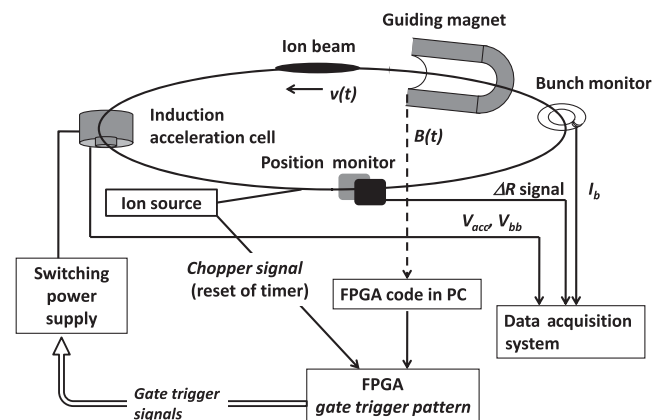 Guiding magnet
Ion beam
Bunch monitor
v(t)
Induction
acceleration cell
B(t)
Position monitor
ΔR signal
I_b
Ion source
V_acc, V_bb
Chopper signal
(reset of timer)
Switching
power
supply
FPGA code in PC
Data acquisition
system
FPGA
gate trigger pattern
Gate trigger
signals